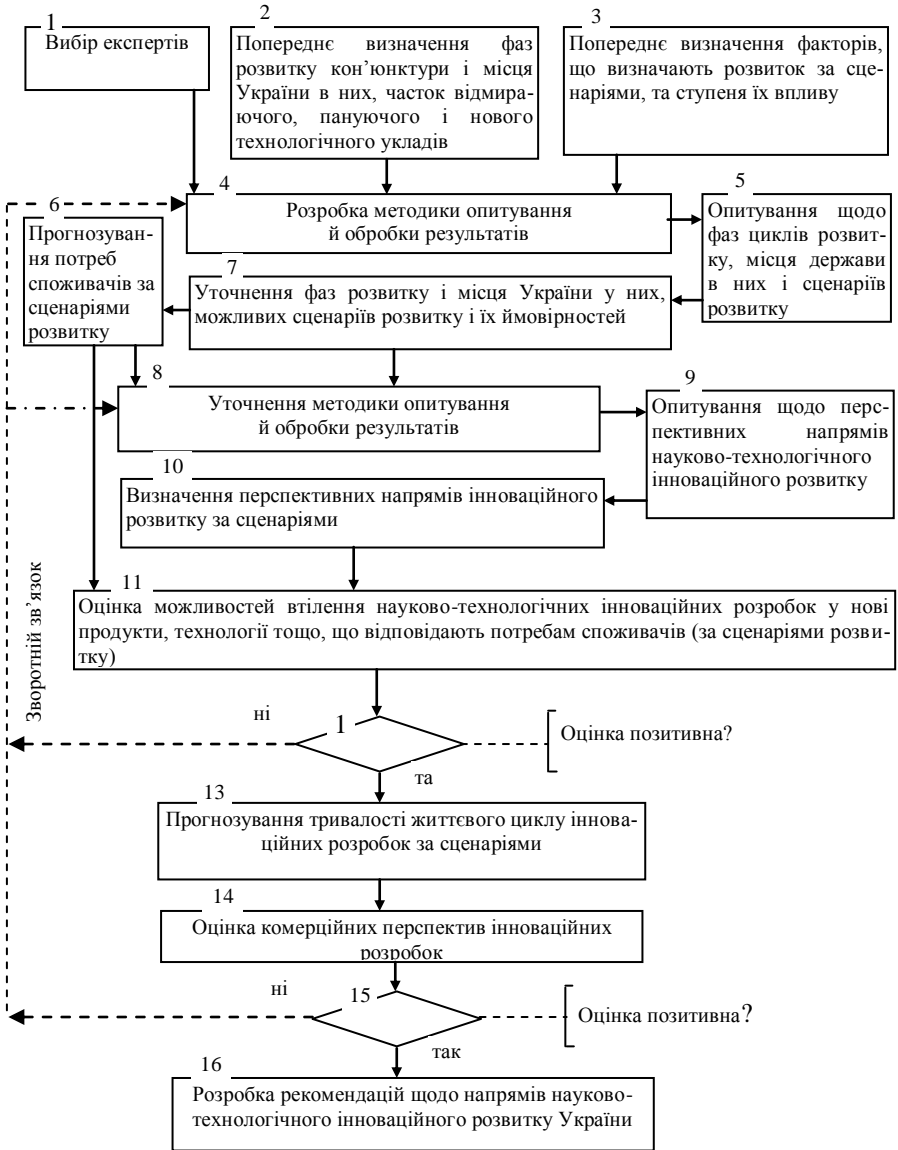 1
Вибір експертів
2
Попереднє визначення фаз
розвитку кон’юнктури і місця
України в них, часток відмира-
ючого, пануючого і нового
технологічного укладів
3
Попереднє визначення факторів,
що визначають розвиток за сце-
наріями, та ступеня їх впливу
4
Розробка методики опитування
й обробки результатів
5
Опитування щодо
фаз циклів розвит-
ку, місця держави
в них і сценаріїв
розвитку
6
Прогнозуван-
ня потреб
споживачів за
сценаріями
розвитку
7
Уточнення фаз розвитку і місця України у них,
можливих сценаріїв розвитку і їх ймовірностей
8
Уточнення методики опитування
й обробки результатів
9
Опитування щодо перс-
пективних напрямів
науково-технологічного
інноваційного розвитку
10
Визначення перспективних напрямів інноваційного
розвитку за сценаріями
11
Оцінка можливостей втілення науково-технологічних інноваційних розробок у нові
продукти, технології тощо, що відповідають потребам споживачів (за сценаріями розви-
тку)
Зворотній зв’язок
ні
1
Оцінка позитивна?
та
13
Прогнозування тривалості життєвого циклу іннова-
ційних розробок за сценаріями
14
Оцінка комерційних перспектив інноваційних
розробок
ні
15
Оцінка позитивна?
так
16
Розробка рекомендацій щодо напрямів науково-
технологічного інноваційного розвитку України